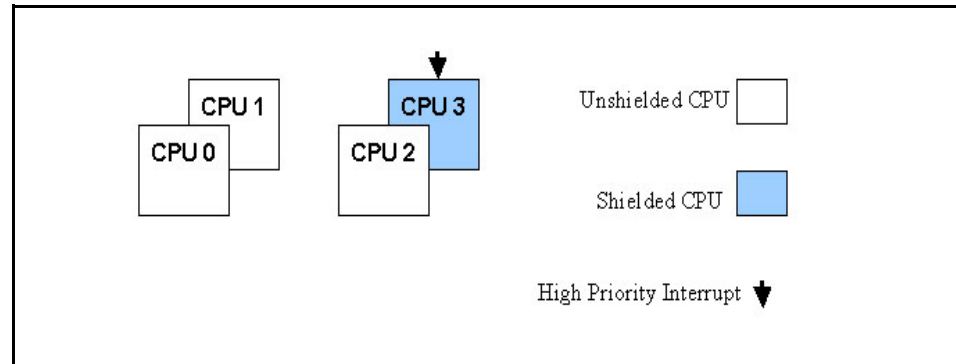 CPU 1
CPU 0
CPU 3
CPU 2
Unshielded CPU
Shielded CPU
High Priority Interrupt